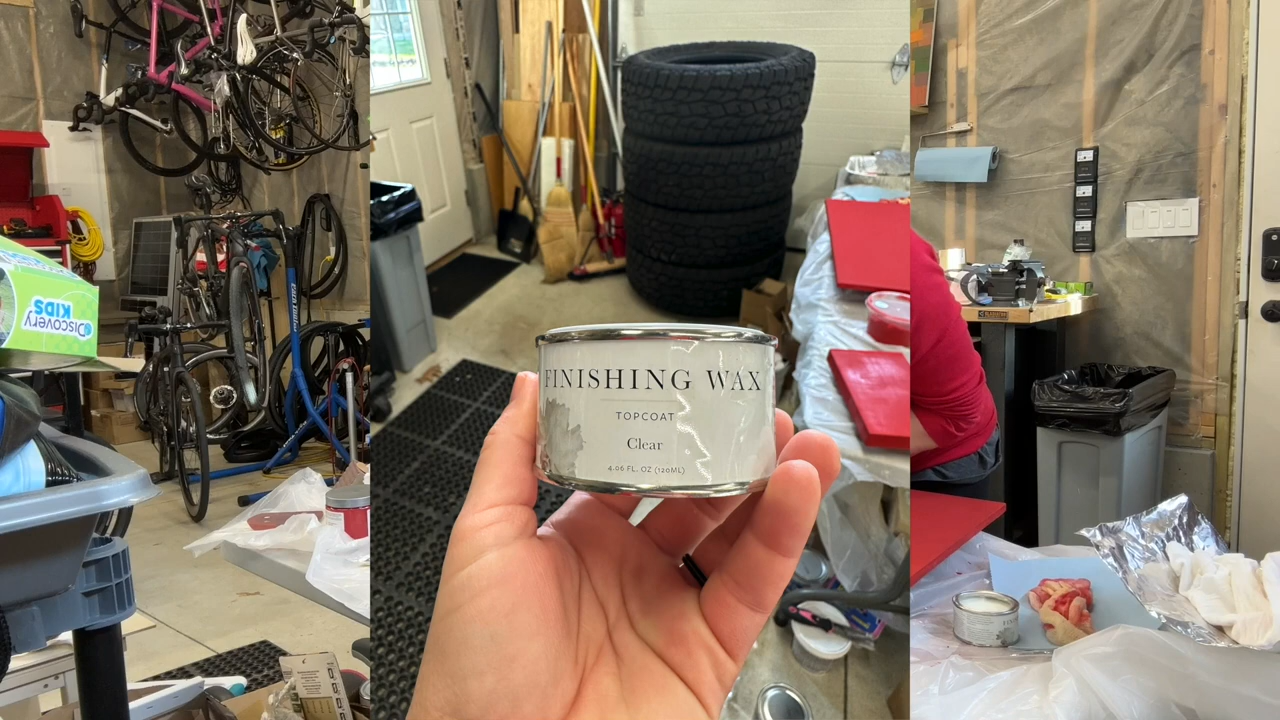 Discovery
KIDS
FINISHING WAX
TOPCOAT
Clear
4.06 FL. OZ (120ML)